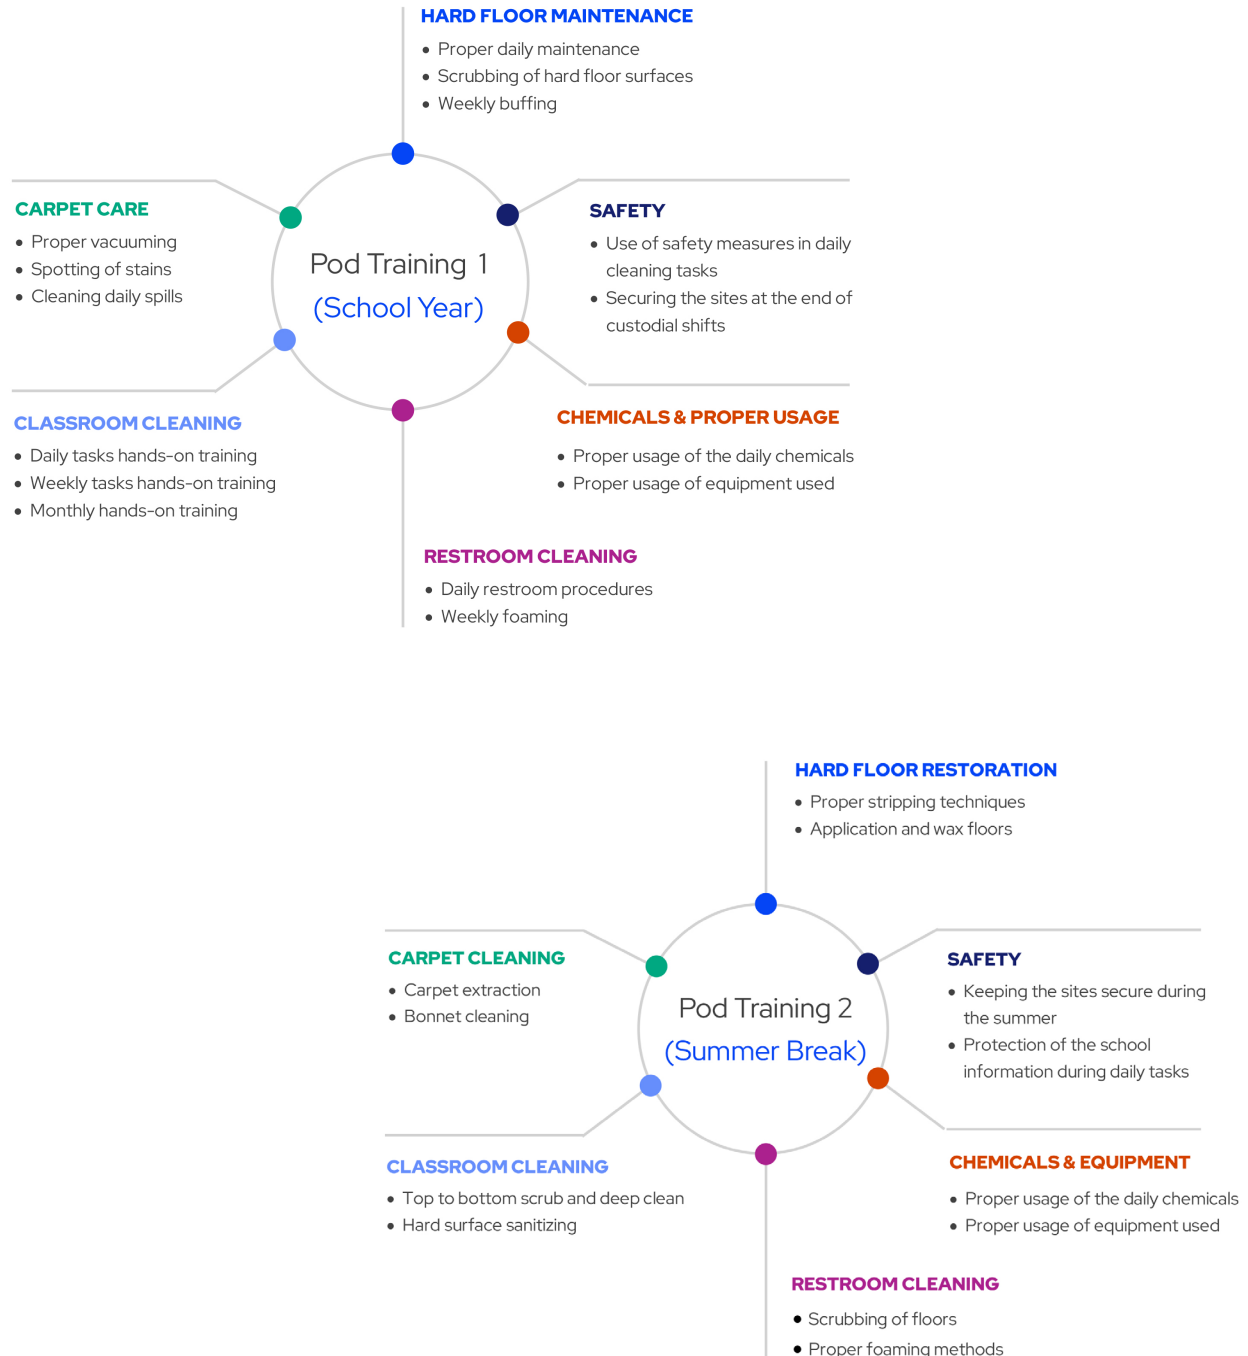 HARD FLOOR MAINTENANCE
• Proper daily maintenance
• Scrubbing of hard floor surfaces
• Weekly buffing
CARPET CARE
• Proper vacuuming
• Spotting of stains
• Cleaning daily spills
Pod Training 1
(School Year)
SAFETY
• Use of safety measures in daily
cleaning tasks
• Securing the sites at the end of
custodial shifts
CLASSROOM CLEANING
• Daily tasks hands-on training
• Weekly tasks hands-on training
• Monthly hands-on training
CHEMICALS & PROPER USAGE
• Proper usage of the daily chemicals
• Proper usage of equipment used
RESTROOM CLEANING
• Daily restroom procedures
• Weekly foaming
HARD FLOOR RESTORATION
• Proper stripping techniques
• Application and wax floors
CARPET CLEANING
• Carpet extraction
• Bonnet cleaning
Pod Training 2
(Summer Break)
SAFETY
• Keeping the sites secure during
the summer
• Protection of the school
information during daily tasks
CLASSROOM CLEANING
• Top to bottom scrub and deep clean
• Hard surface sanitizing
CHEMICALS & EQUIPMENT
• Proper usage of the daily chemicals
• Proper usage of equipment used
RESTROOM CLEANING
• Scrubbing of floors
• Proper foaming methods